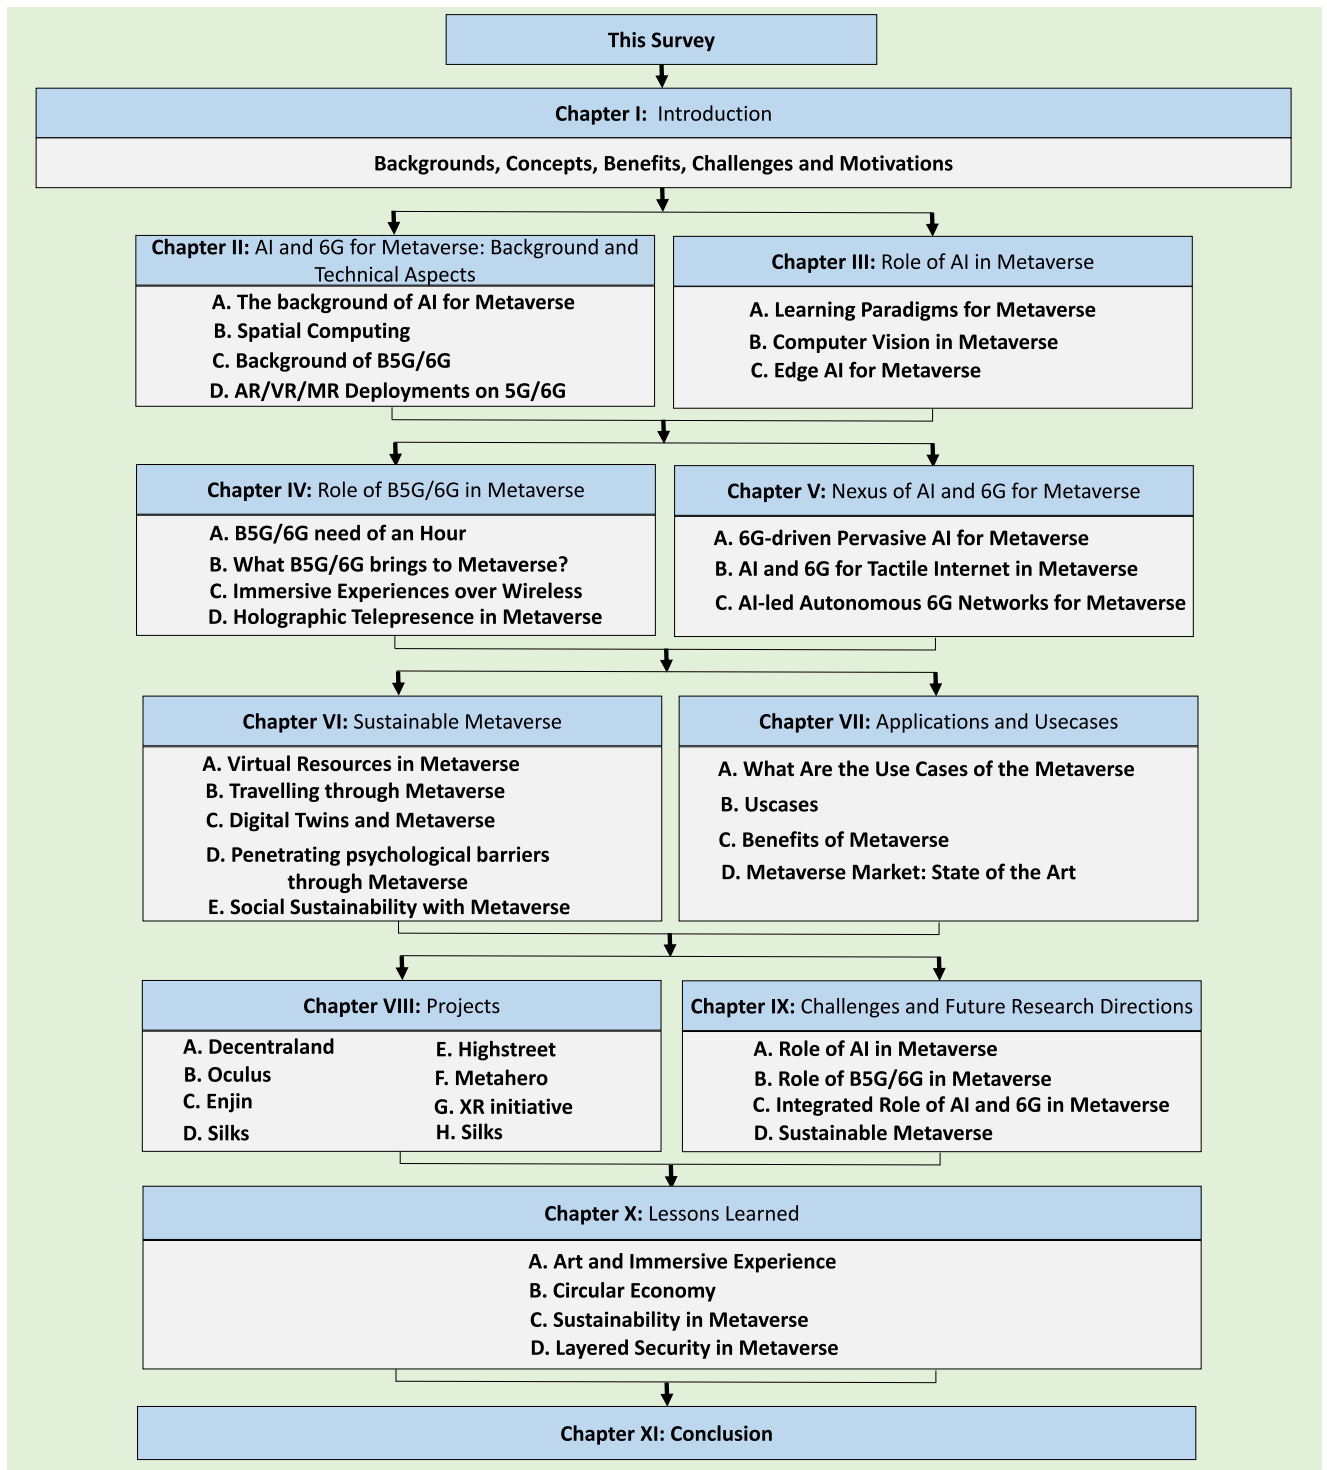 This Survey
Chapter I: Introduction
Backgrounds, Concepts, Benefits, Challenges and Motivations
Chapter II: AI and 6G for Metaverse: Background and
Technical Aspects
A. The background of AI for Metaverse
B. Spatial Computing
C. Background of B5G/6G
D. AR/VR/MR Deployments on 5G/6G
Chapter III: Role of AI in Metaverse
A. Learning Paradigms for Metaverse
B. Computer Vision in Metaverse
C. Edge AI for Metaverse
Chapter IV: Role of B5G/6G in Metaverse
A. B5G/6G need of an Hour
B. What B5G/6G brings to Metaverse?
C. Immersive Experiences over Wireless
D. Holographic Telepresence in Metaverse
Chapter V: Nexus of AI and 6G for Metaverse
A. 6G-driven Pervasive AI for Metaverse
B. AI and 6G for Tactile Internet in Metaverse
C. AI-led Autonomous 6G Networks for Metaverse
Chapter VI: Sustainable Metaverse
A. Virtual Resources in Metaverse
B. Travelling through Metaverse
C. Digital Twins and Metaverse
D. Penetrating psychological barriers
through Metaverse
E. Social Sustainability with Metaverse
Chapter VII: Applications and Usecases
A. What Are the Use Cases of the Metaverse
B. Uscases
C. Benefits of Metaverse
D. Metaverse Market: State of the Art
Chapter VIII: Projects
A. Decentraland
B. Oculus
C. Enjin
D. Silks
E. Highstreet
F. Metahero
G. XR initiative
H. Silks
Chapter IX: Challenges and Future Research Directions
A. Role of AI in Metaverse
B. Role of B5G/6G in Metaverse
C. Integrated Role of AI and 6G in Metaverse
D. Sustainable Metaverse
Chapter X: Lessons Learned
A. Art and Immersive Experience
B. Circular Economy
C. Sustainability in Metaverse
D. Layered Security in Metaverse
Chapter XI: Conclusion